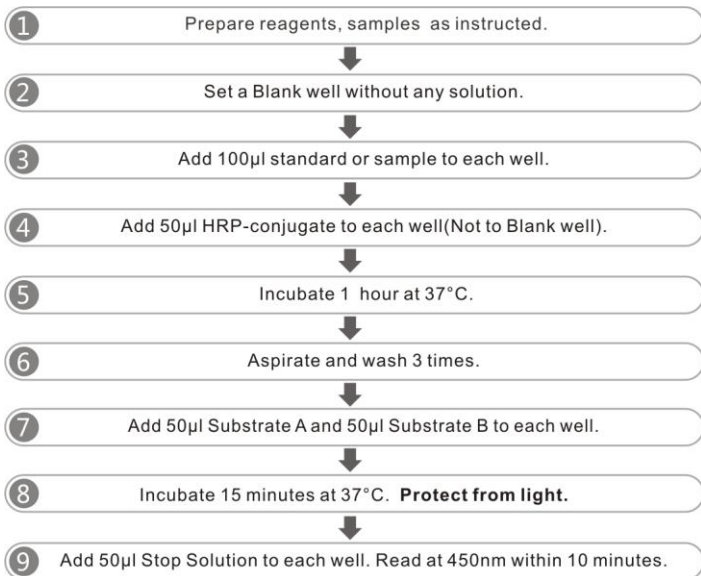 1 Prepare reagents, samples as instructed.
2 Set a Blank well without any solution.
3 Add 100μl standard or sample to each well.
4 Add 50μl HRP-conjugate to each well(Not to Blank well).
5 Incubate 1 hour at 37°C.
6 Aspirate and wash 3 times.
7 Add 50μl Substrate A and 50μl Substrate B to each well.
8 Incubate 15 minutes at 37°C. Protect from light.
9 Add 50μl Stop Solution to each well. Read at 450nm within 10 minutes.